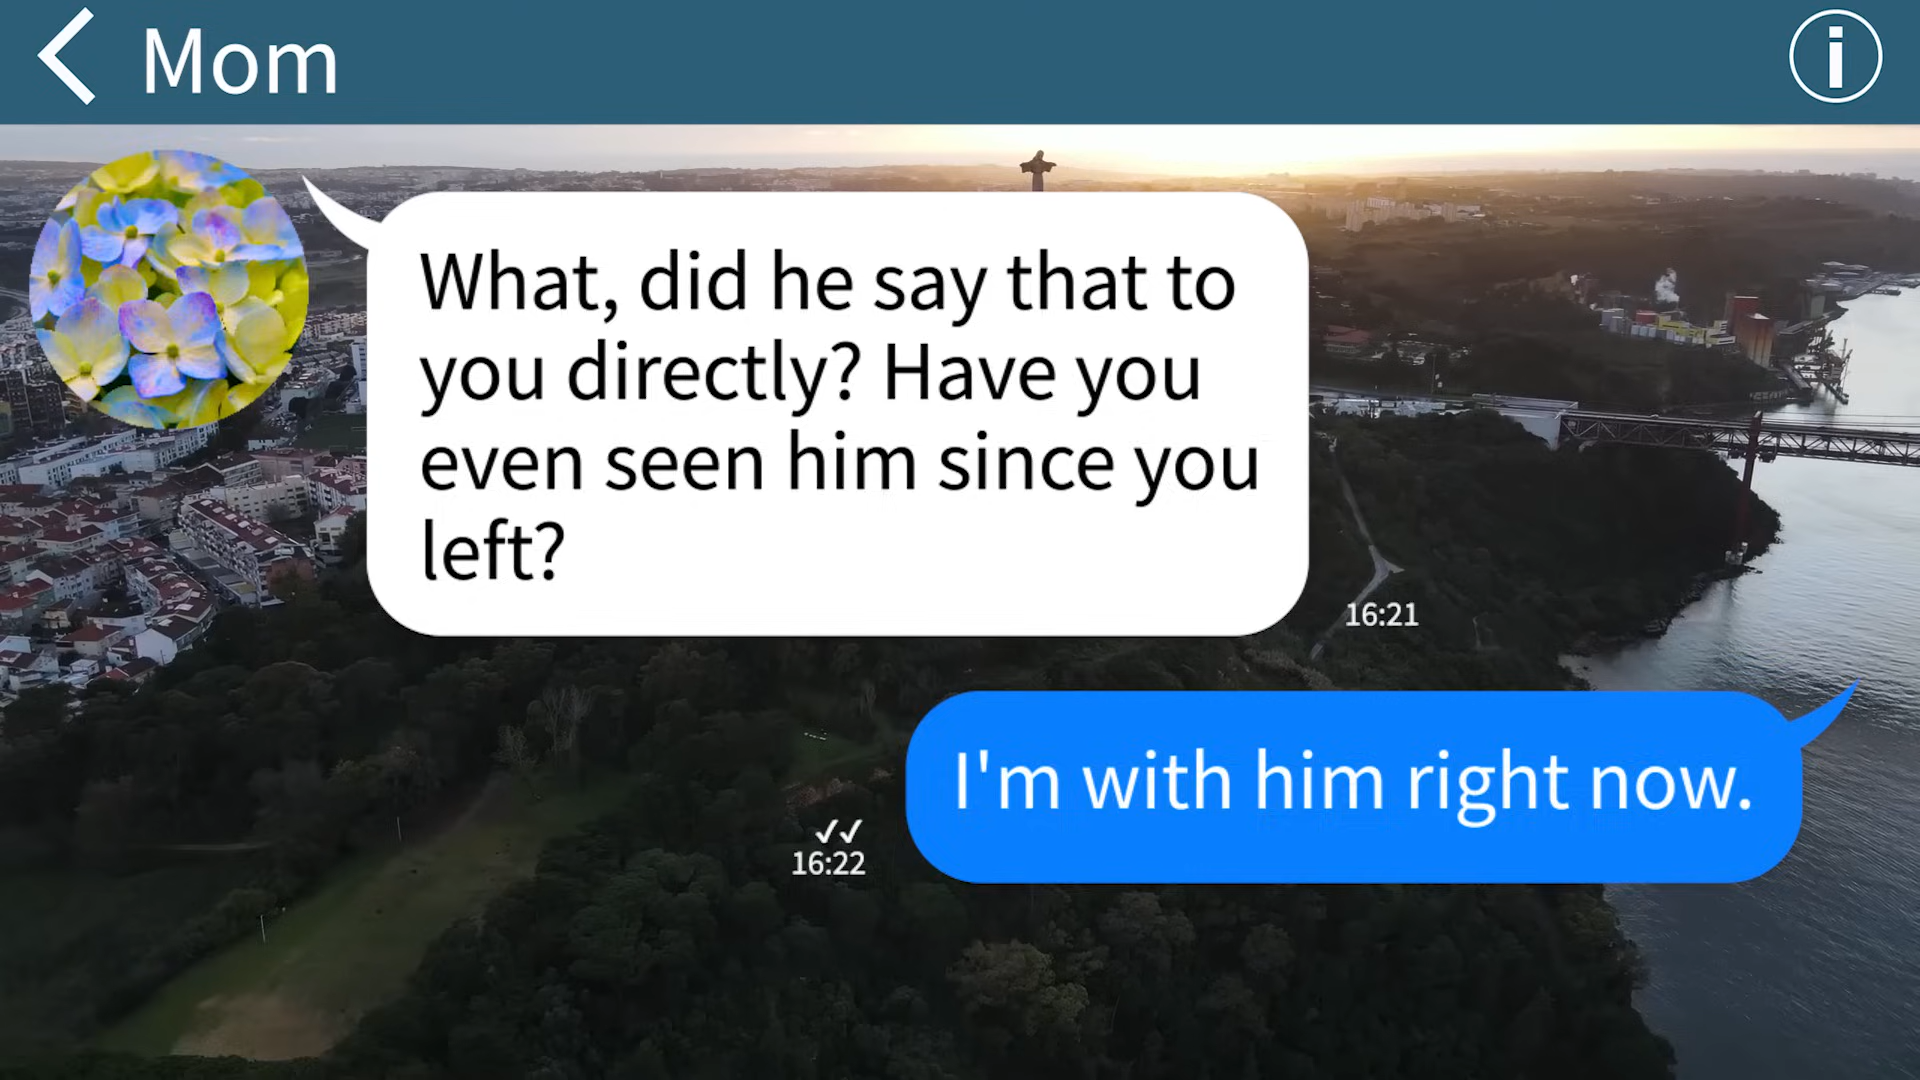 Mom
What, did he say that to
you directly? Have you
even seen him since you
left?
16:21
I'm with him right now.
16:22